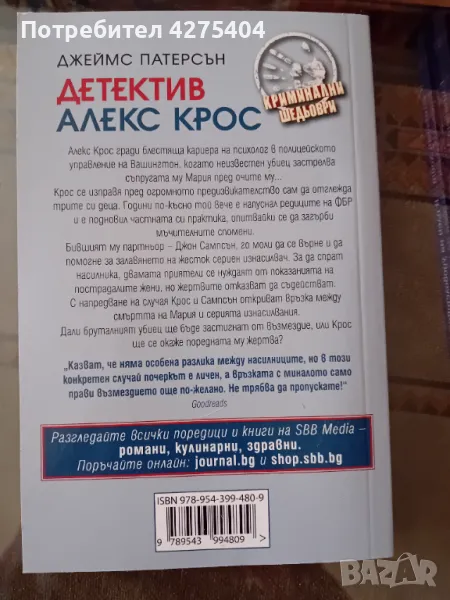 Потребител 4275404
ДЖЕЙМС ПАТЕРСЪН
ДЕТЕКТИВ
АЛЕКС КРОС
КРИМИНАЛНИ
ШЕДЬОВРИ
Алекс Крос гради блестяща кариера на психолог в полицейското
управление на Вашингтон, когато неизвестен убиец застрелва
съпругата му Мария пред очите му...
Крос се изправя пред огромното предизвикателство сам да отглежда
трите си деца. Години по-късно той вече е напуснал редиците на ФБР
и е подновил частната си практика, опитвайки се да загърби
мъчителните спомени.
Бившият му партньор – Джон Сампсън, го моли да се върне и да
помогне за залавянето на жесток сериен изнасилвач. За да спрат
насилника, двамата приятели се нуждаят от показанията на
пострадалите жени, но жертвите отказват да съдействат.
С напредване на случая Крос и Сампсън откриват връзка между
смъртта на Мария и серията изнасилвания.
Дали бруталният убиец ще бъде застигнат от възмездие, или Крос
ще се окаже поредната му жертва?
„Казват, че няма особена разлика между насилниците, но в този
конкретен случай почеркът е личен, а връзката с миналото само
прави възмездието още по-желано. Не трябва да пропускате!“
Goodreads
Разгледайте всички поредици и книги на SBB Media –
романи, кулинарни, здравни.
Поръчайте онлайн: journal.bg и shop.sbb.bg
ISBN 978-954-399-480-9
9 789543 994809 >
BAZAR